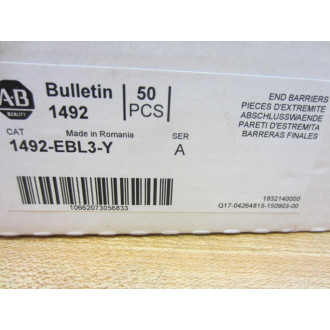 A-B
QUALITY
Bulletin
1492
50
PCS
END BARRIERS
PIECES D'EXTREMITE
ABSCHLUSSWAENDE
PARETI D'ESTREMITA
BARRERAS FINALES
CAT
Made in Romania
SER
1492-EBL3-Y
A
10662073056833
1832140000
Q17-04264815-150903-00